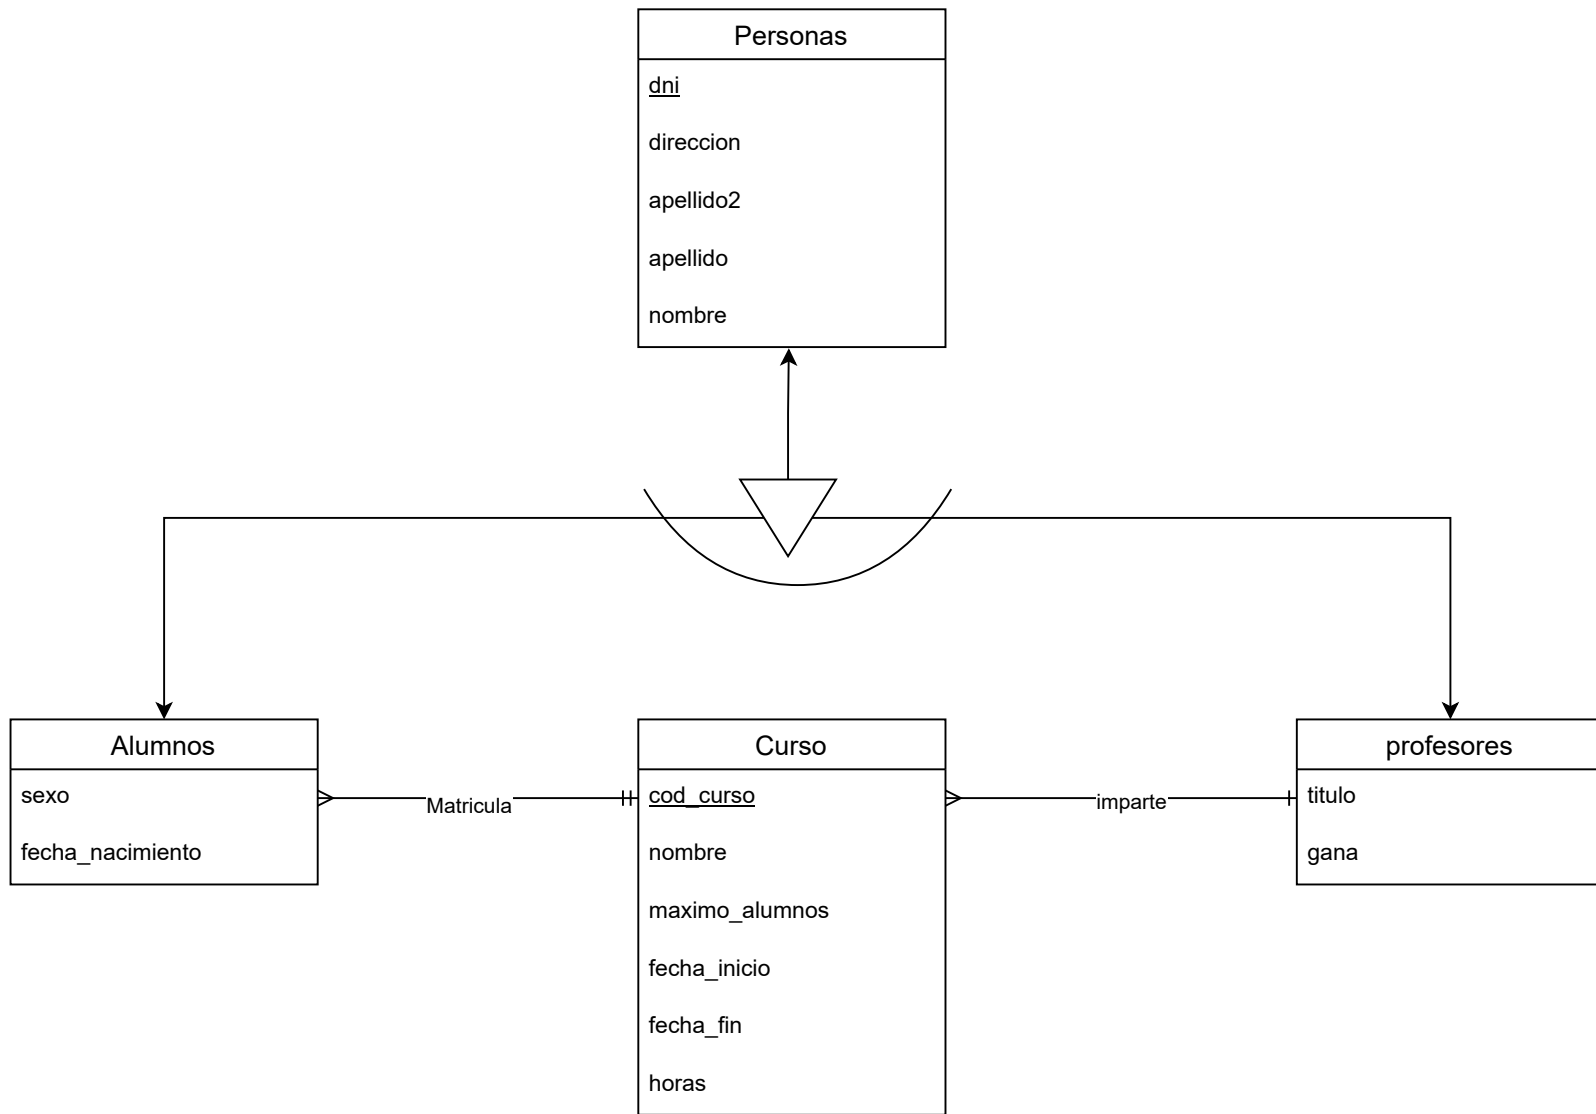 Personas
dni
direccion
apellido2
apellido
nombre
Alumnos
sexo
fecha_nacimiento
Matricula
Curso
cod_curso
nombre
maximo_alumnos
fecha_inicio
fecha_fin
horas
imparte
profesores
titulo
gana